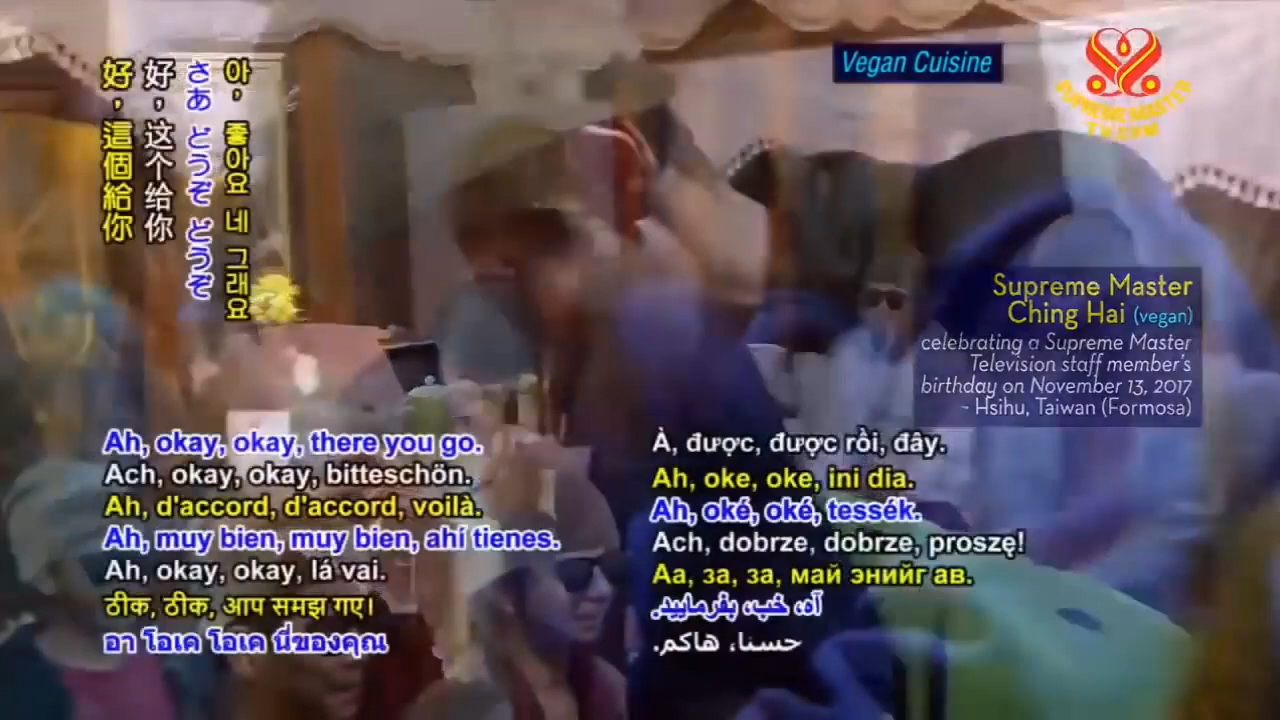 Vegan Cuisine
SUPREME MASTER
TV.COM
好，這個給你
好，这个给你
さあ どうぞ どうぞ
아, 좋아요 네 그래요
Supreme Master
Ching Hai (vegan)
celebrating a Supreme Master
Television staff member's
birthday on November 13, 2017
~ Hsihu, Taiwan (Formosa)
Ah, okay, okay, there you go.
Ach, okay, okay, bitteschön.
Ah, d'accord, d'accord, voilà.
Ah, muy bien, muy bien, ahí tienes.
Ah, okay, okay, lá vai.
ठीक, ठीक, आप समझ गए।
อา โอเค โอเค นี่ของคุณ
À, được, được rồi, đây.
Ah, oke, oke, ini dia.
Ah, oké, oké, tessék.
Ach, dobrze, dobrze, proszę!
Аа, за, за, май энийг ав.
آه، خب، بفرمایید.
حسنا، هاكم.